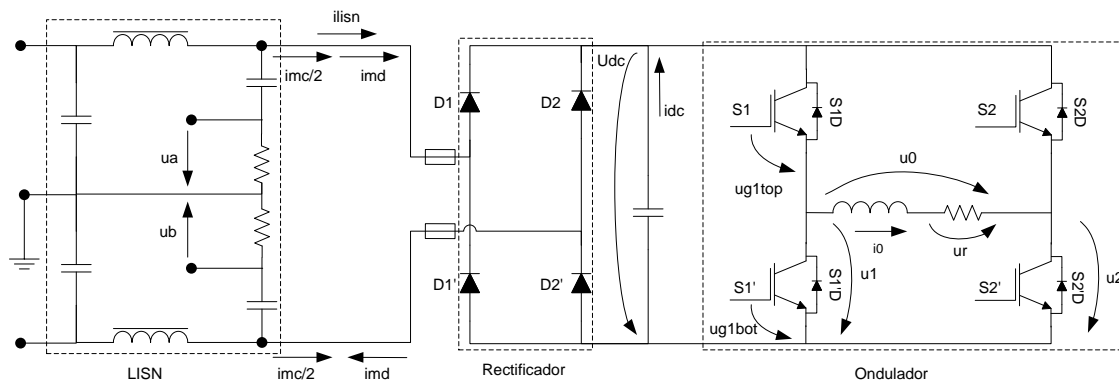 ilisn
imc/2
imd
Udc
D1
D2
idc
S1
S1D
S2
S2D
ua
u0
ug1top
ub
i0
ur
u1
u2
D1'
D2'
S1'
S1'D
S2'
S2'D
ug1bot
LISN
imc/2
imd
Rectificador
Ondulador